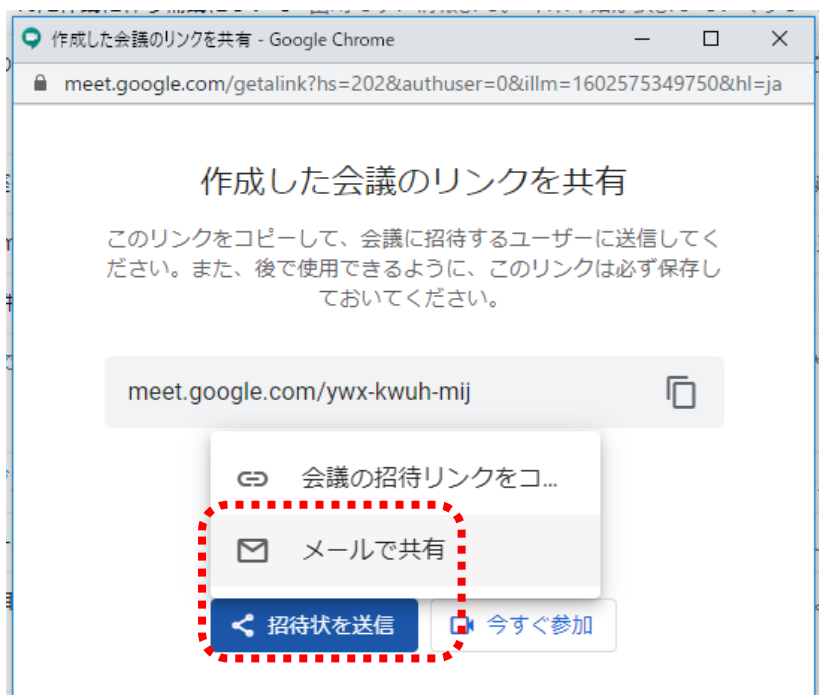 作成した会議のリンクを共有 - Google Chrome
meet.google.com/getalink?hs=202&authuser=0&illm=1602575349750&hl=ja
作成した会議のリンクを共有
このリンクをコピーして、会議に招待するユーザーに送信してく
ださい。また、後で使用できるように、このリンクは必ず保存し
ておいてください。
meet.google.com/ywx-kwuh-mij
会議の招待リンクをコ...
メールで共有
招待状を送信
今すぐ参加